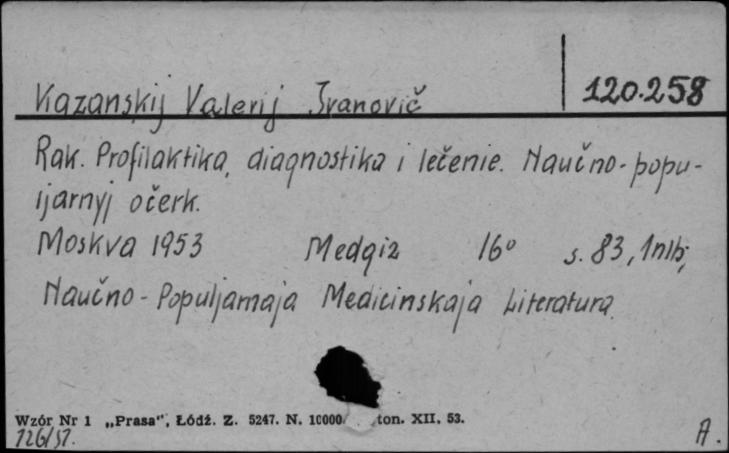 Kazanskij Valerij Ivanovič
120.258
Rak. Profilaktika, diagnostika i lečenie. Naučno-popu-
ljarnyj očerk.
Moskva 1953 Medgiz 16° s. 83, 1nlb;
Naučno-Populjarnaja Medicinskaja Literatura
Wzór Nr 1 „Prasa", Łódź. Z. 5247. N. 10000 ton. XII. 53.
126/57. A.